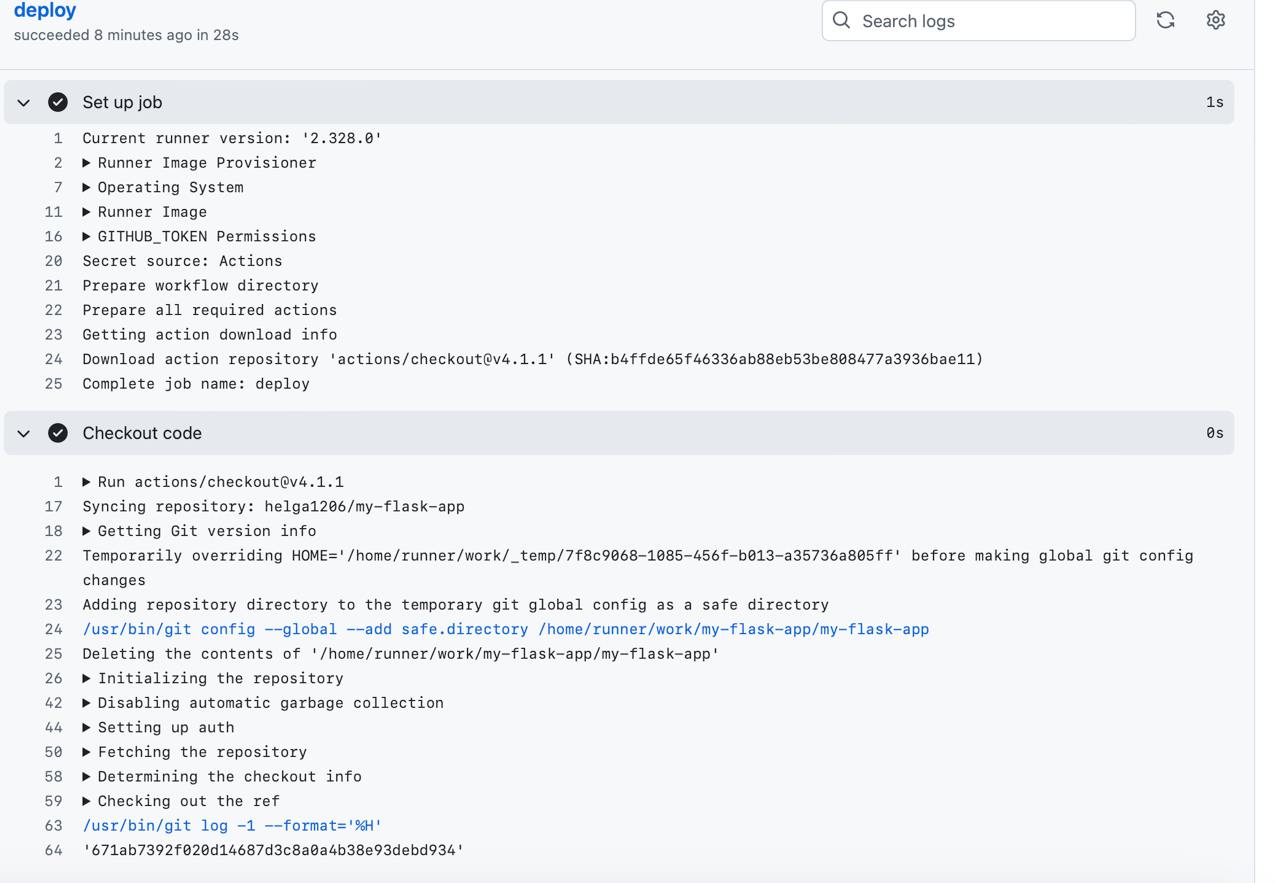 deploy
succeeded 8 minutes ago in 28s
Search logs
Set up job 1s
1 Current runner version: '2.328.0'
2 Runner Image Provisioner
7 Operating System
11 Runner Image
16 GITHUB_TOKEN Permissions
20 Secret source: Actions
21 Prepare workflow directory
22 Prepare all required actions
23 Getting action download info
24 Download action repository 'actions/checkout@v4.1.1' (SHA:b4ffde65f46336ab88eb53be808477a3936bae11)
25 Complete job name: deploy
Checkout code 0s
1 Run actions/checkout@v4.1.1
17 Syncing repository: helga1206/my-flask-app
18 Getting Git version info
22 Temporarily overriding HOME='/home/runner/work/_temp/7f8c9068-1085-456f-b013-a35736a805ff' before making global git config
changes
23 Adding repository directory to the temporary git global config as a safe directory
24 /usr/bin/git config --global --add safe.directory /home/runner/work/my-flask-app/my-flask-app
25 Deleting the contents of '/home/runner/work/my-flask-app/my-flask-app'
26 Initializing the repository
42 Disabling automatic garbage collection
44 Setting up auth
50 Fetching the repository
58 Determining the checkout info
59 Checking out the ref
63 /usr/bin/git log -1 --format='%H'
64 '671ab7392f020d14687d3c8a0a4b38e93debd934'